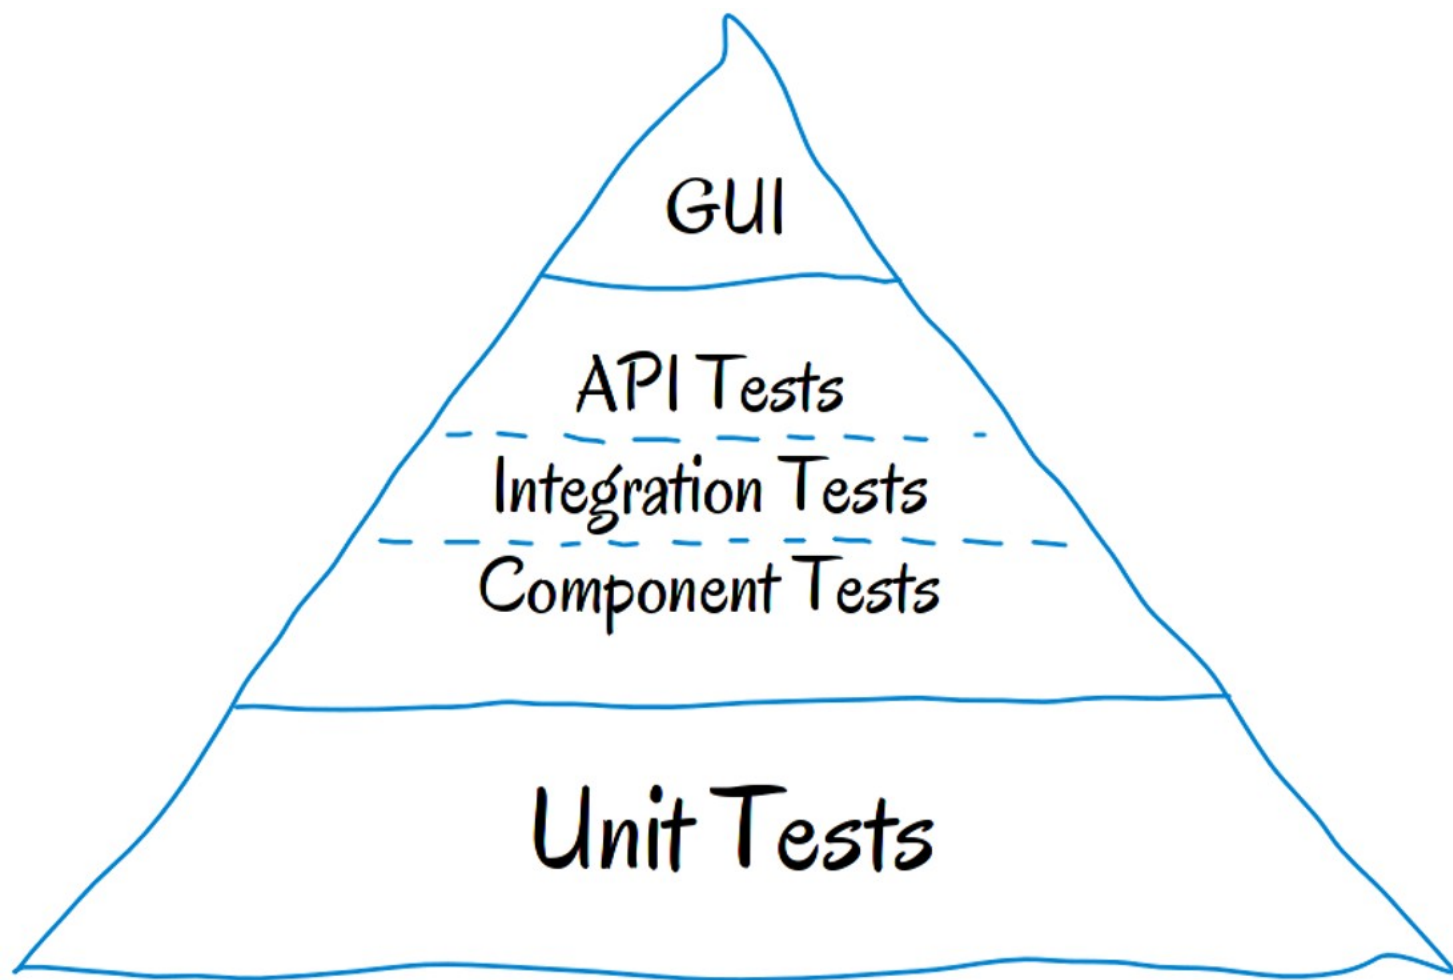 GUI
API Tests
Integration Tests
Component Tests
Unit Tests